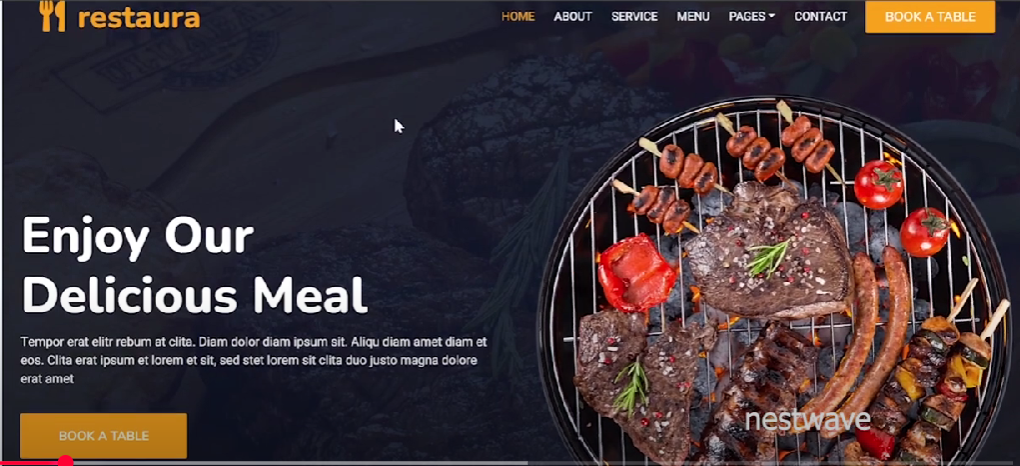 restaura
HOME ABOUT SERVICE MENU PAGES CONTACT BOOK A TABLE
Enjoy Our
Delicious Meal
Tempor erat elitr rebum at clita. Diam dolor diam ipsum sit. Aliqu diam amet diam et
eos. Clita erat ipsum et lorem et sit, sed stet lorem sit clita duo justo magna dolore
erat amet
BOOK A TABLE
nestwave